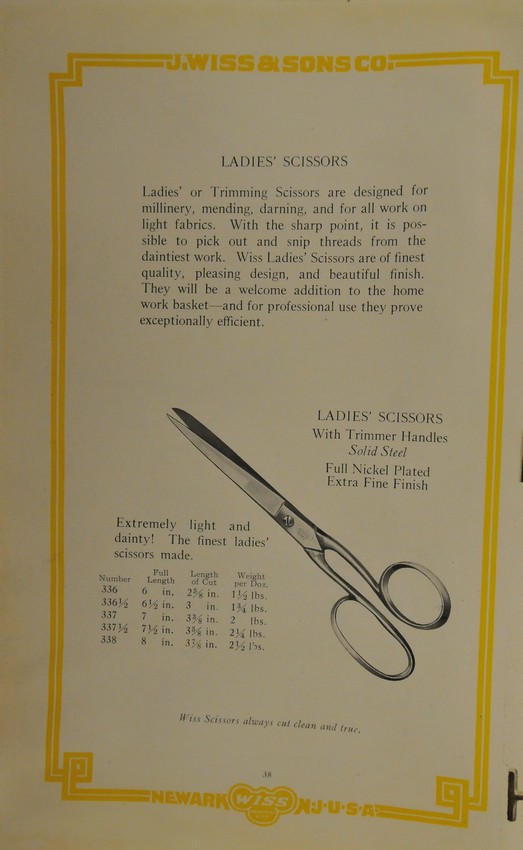 J. WISS & SONS CO.
LADIES' SCISSORS
Ladies' or Trimming Scissors are designed for
millinery, mending, darning, and for all work on
light fabrics. With the sharp point, it is pos-
sible to pick out and snip threads from the
daintiest work. Wiss Ladies' Scissors are of finest
quality, pleasing design, and beautiful finish.
They will be a welcome addition to the home
work basket—and for professional use they prove
exceptionally efficient.
LADIES' SCISSORS
With Trimmer Handles
Solid Steel
Full Nickel Plated
Extra Fine Finish
Extremely light and
dainty! The finest ladies'
scissors made.
Number Full Length Length of Cut Weight per Doz.
336 6 in. 2⅝ in. 1½ lbs.
336½ 6½ in. 3 in. 1¾ lbs.
337 7 in. 3⅜ in. 2 lbs.
337½ 7½ in. 3⅝ in. 2¼ lbs.
338 8 in. 3⅞ in. 2½ lbs.
Wiss Scissors always cut clean and true.
38
NEWARK WISS N.J.U.S.A.